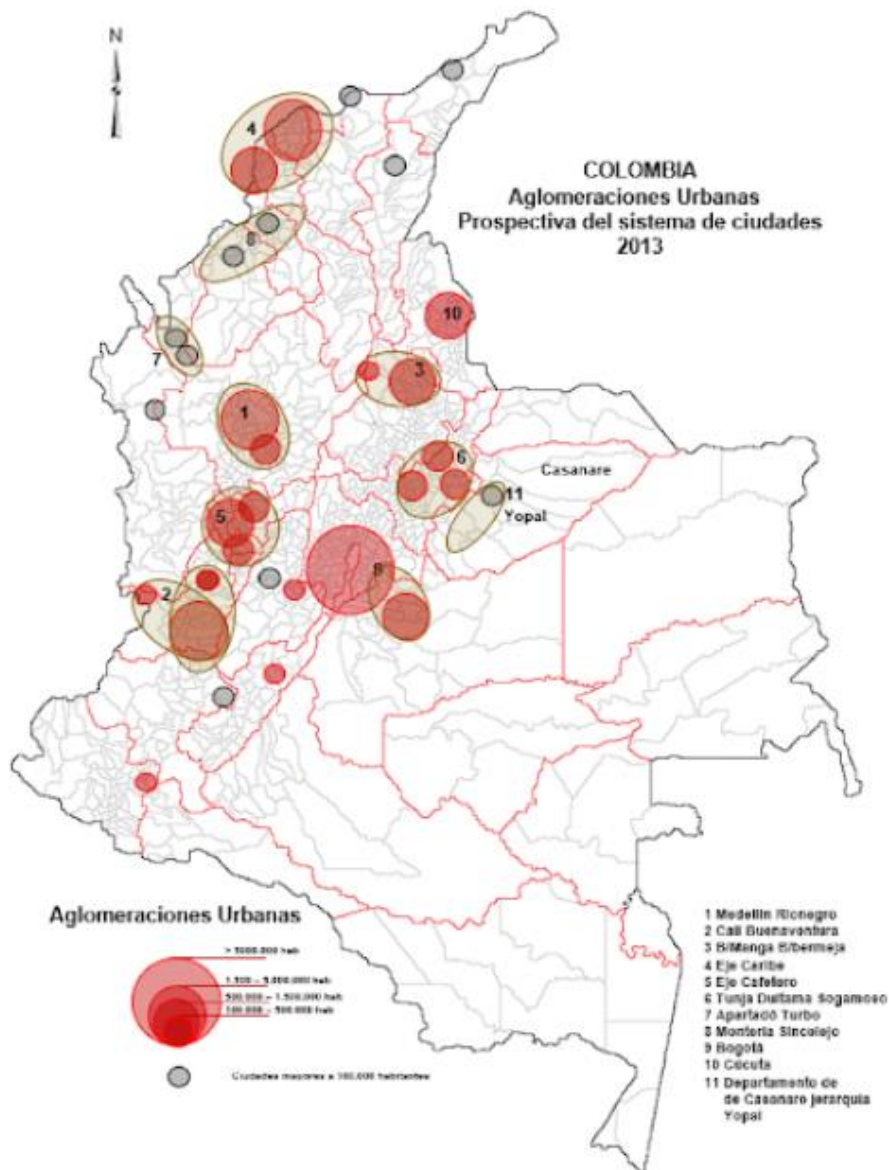 N
COLOMBIA
Aglomeraciones Urbanas
Prospectiva del sistema de ciudades
2013
4
8
10
7
3
1
6
Casanare
11
Yopal
5
9
2
Aglomeraciones Urbanas
> 5000.000 hab
1.500 – 5.000.000 hab
500.000 – 1.500.000 hab
100.000 – 500.000 hab
Ciudades mayores a 100.000 habitantes
1 Medellin Rionegro
2 Cali Buenaventura
3 B/Manga B/bermeja
4 Eje Caribe
5 Eje Cafetero
6 Tunja Duitama Sogamoso
7 Apartadó Turbo
8 Monteria Sincelejo
9 Bogotá
10 Cúcuta
11 Departamento de
de Casanare jerarquia
Yopal